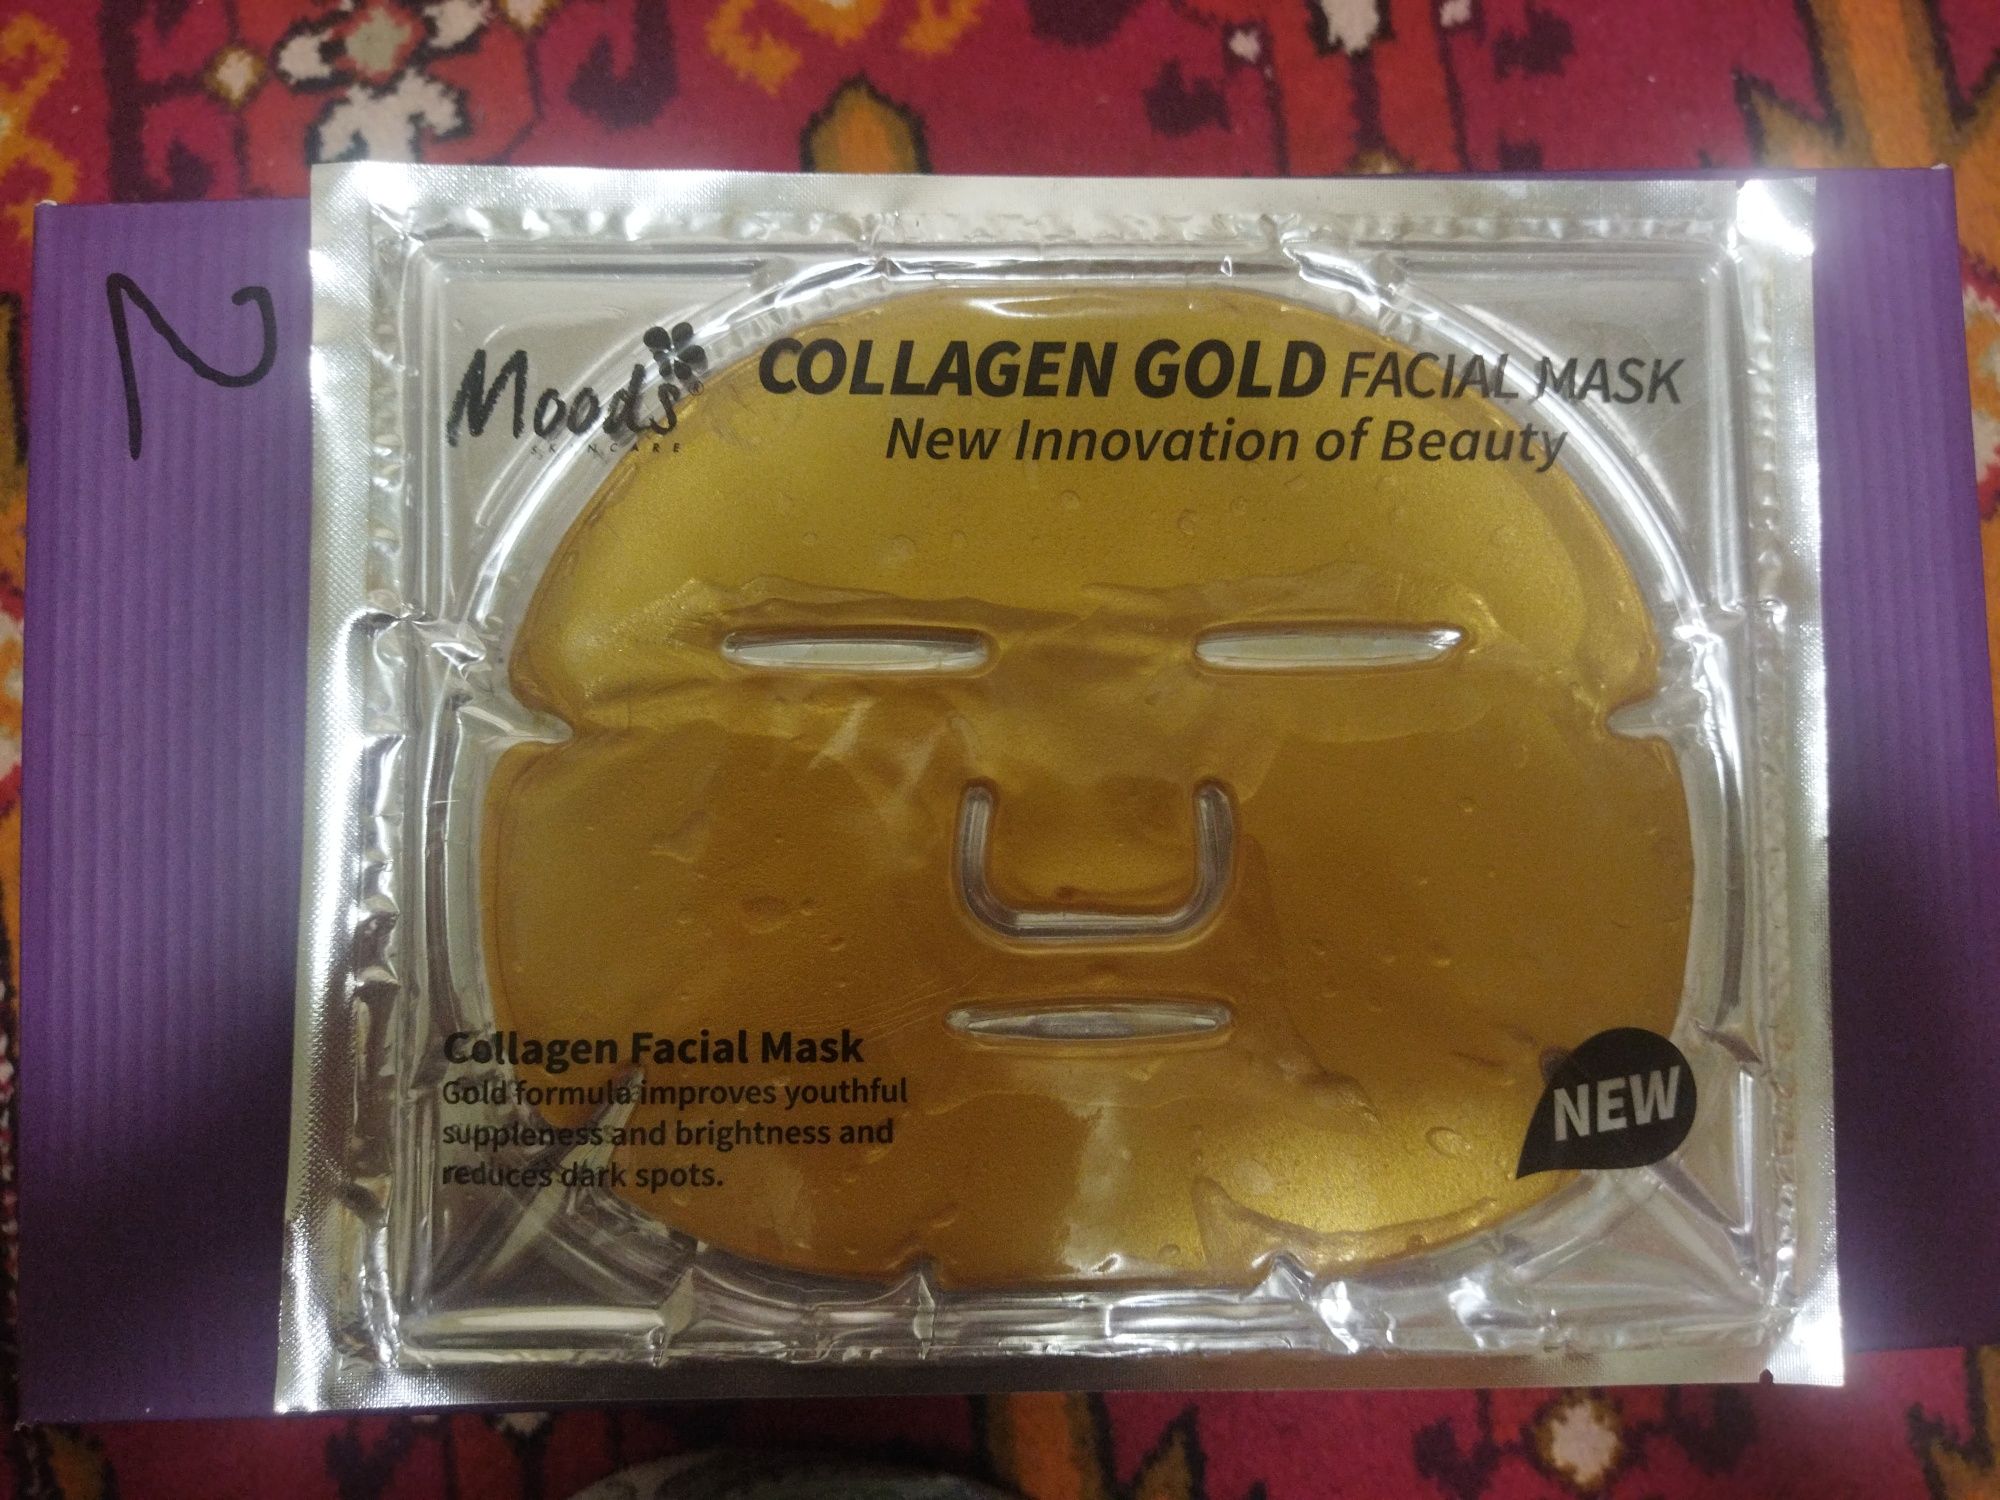 2
Moods®
SKINCARE
COLLAGEN GOLD FACIAL MASK
New Innovation of Beauty
Collagen Facial Mask
Gold formula improves youthful
suppleness and brightness and
reduces dark spots.
NEW